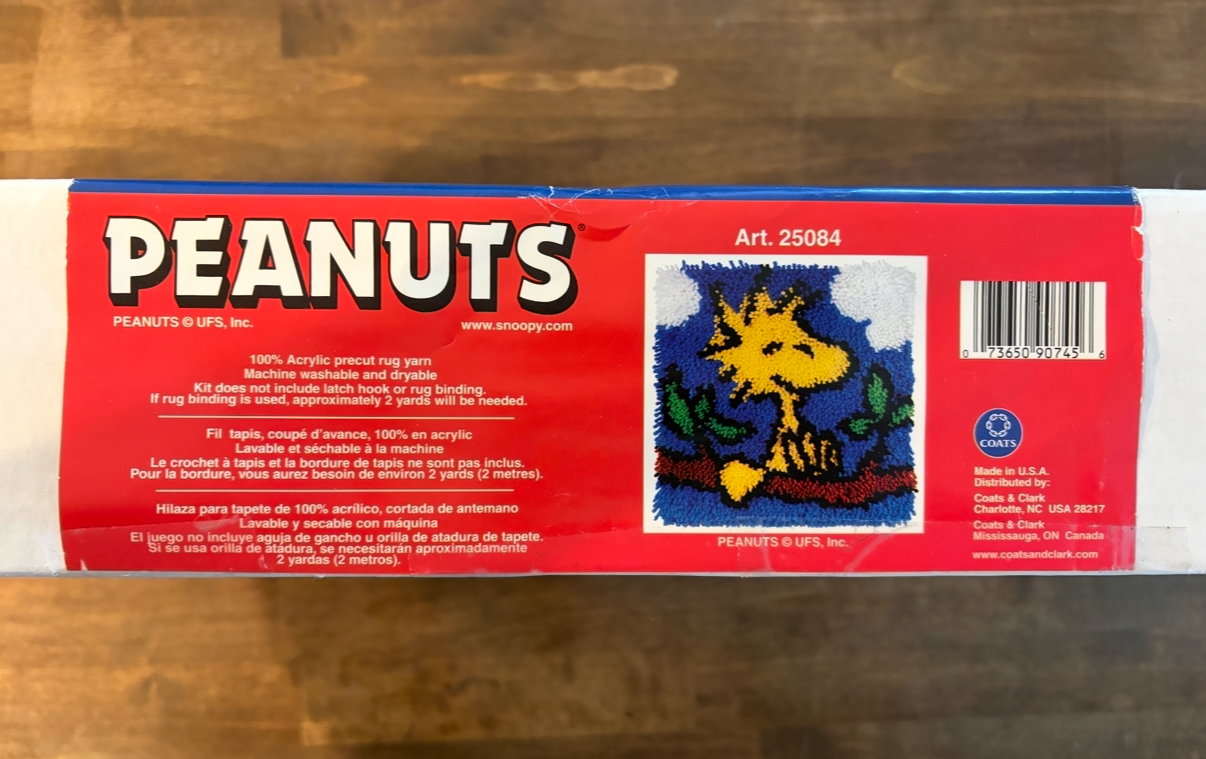 PEANUTS®
PEANUTS © UFS, Inc.
www.snoopy.com
100% Acrylic precut rug yarn
Machine washable and dryable
Kit does not include latch hook or rug binding.
If rug binding is used, approximately 2 yards will be needed.
Fil tapis, coupé d'avance, 100% en acrylic
Lavable et séchable à la machine
Le crochet à tapis et la bordure de tapis ne sont pas inclus.
Pour la bordure, vous aurez besoin de environ 2 yards (2 metres).
Hilaza para tapete de 100% acrílico, cortada de antemano
Lavable y secable con máquina
El juego no incluye aguja de gancho u orilla de atadura de tapete.
Si se usa orilla de atadura, se necesitarán aproximadamente
2 yardas (2 metros).
Art. 25084
PEANUTS © UFS, Inc.
0 73650 90745 6
COATS
Made in U.S.A.
Distributed by:
Coats & Clark
Charlotte, NC USA 28217
Coats & Clark
Mississauga, ON Canada
www.coatsandclark.com